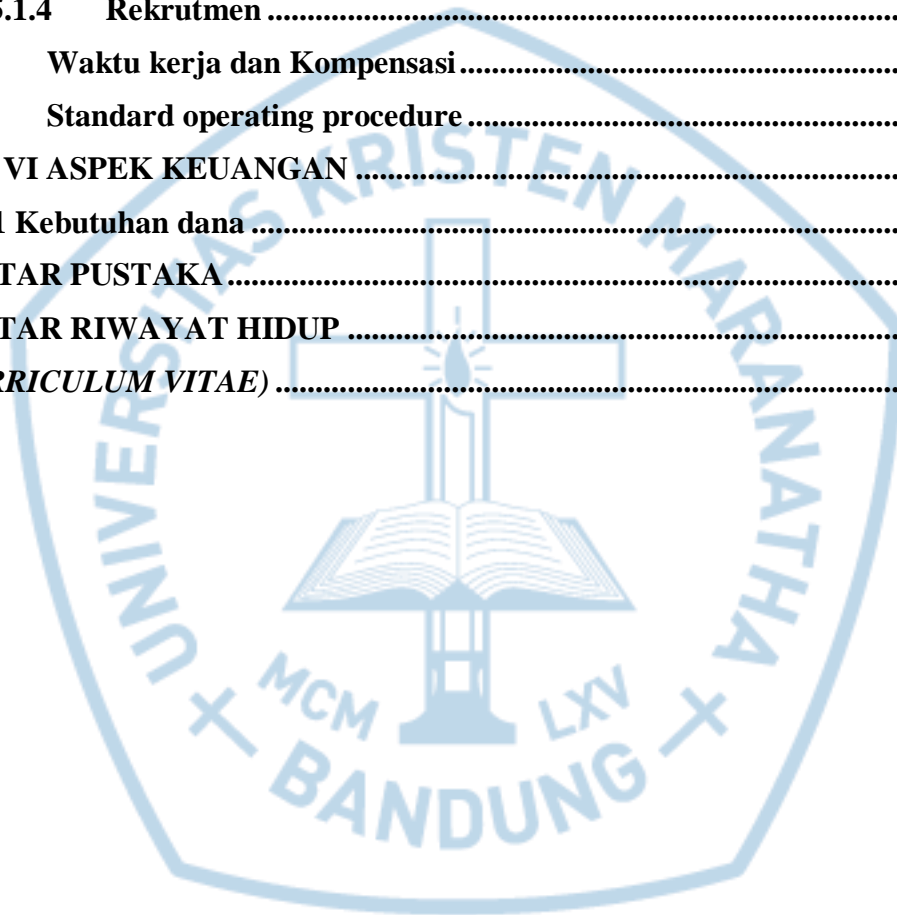 5.1.4 Rekrutmen ................................................................
Waktu kerja dan Kompensasi ................................................................
Standard operating procedure ................................................................
VI ASPEK KEUANGAN ................................................................
1 Kebutuhan dana ................................................................
TAR PUSTAKA ................................................................
TAR RIWAYAT HIDUP ................................................................
RRICULUM VITAE) ................................................................
UNIVERSITAS KRISTEN MARANATHA
MCM LXV
BANDUNG